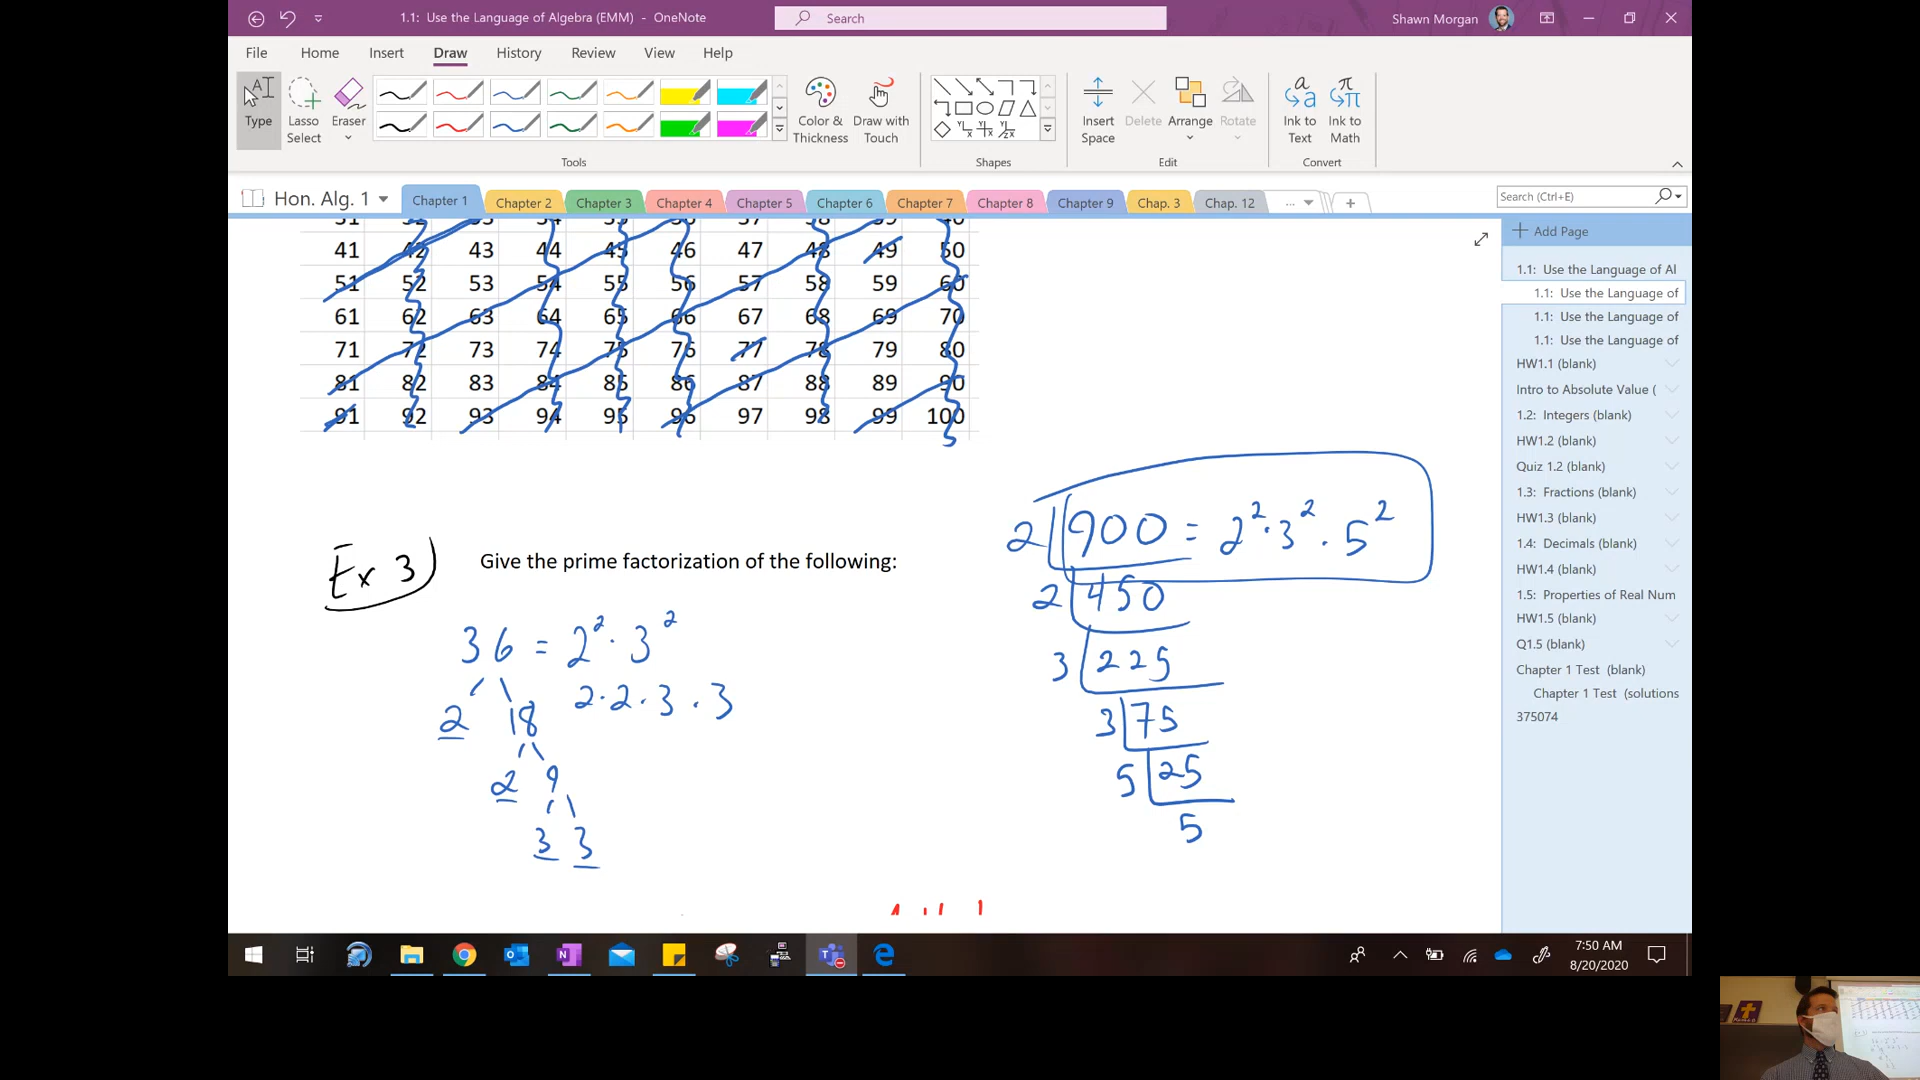 1.1: Use the Language of Algebra (EMM) - OneNote
Search
Shawn Morgan
File Home Insert Draw History Review View Help
Type
Lasso Select
Eraser
Color & Thickness
Draw with Touch
Insert Space
Delete
Arrange
Rotate
Ink to Text
Ink to Math
Tools
Shapes
Edit
Convert
Hon. Alg. 1
Chapter 1 Chapter 2 Chapter 3 Chapter 4 Chapter 5 Chapter 6 Chapter 7 Chapter 8 Chapter 9 Chap. 3 Chap. 12 ...
Search (Ctrl+E)
Add Page
1.1: Use the Language of Al
1.1: Use the Language of
1.1: Use the Language of
1.1: Use the Language of
HW1.1 (blank)
Intro to Absolute Value (
1.2: Integers (blank)
HW1.2 (blank)
Quiz 1.2 (blank)
1.3: Fractions (blank)
HW1.3 (blank)
1.4: Decimals (blank)
HW1.4 (blank)
1.5: Properties of Real Num
HW1.5 (blank)
Q1.5 (blank)
Chapter 1 Test (blank)
Chapter 1 Test (solutions
375074
41 42 43 44 45 46 47 48 49 50
51 52 53 54 55 56 57 58 59 60
61 62 63 64 65 66 67 68 69 70
71 72 73 74 75 76 77 78 79 80
81 82 83 84 85 86 87 88 89 90
91 92 93 94 95 96 97 98 99 100
Ex 3)
Give the prime factorization of the following:
36 = 2² · 3²
2 · 2 · 3 · 3
2 18
2 9
3 3
2 900 = 2² · 3² · 5²
2 450
3 225
3 75
5 25
5
7:50 AM
8/20/2020